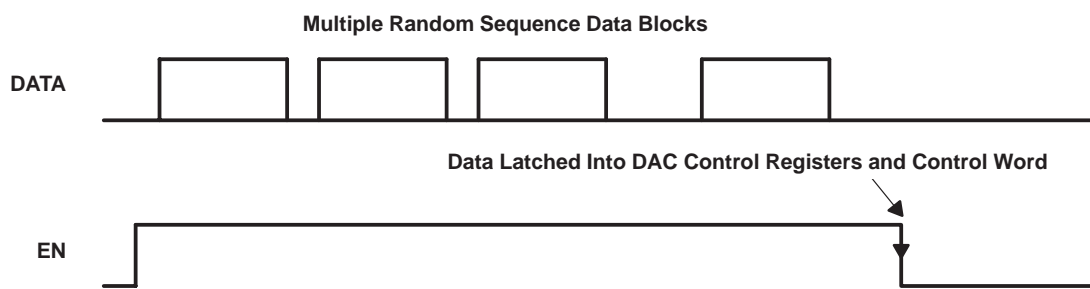 Multiple Random Sequence Data Blocks
DATA
Data Latched Into DAC Control Registers and Control Word
EN